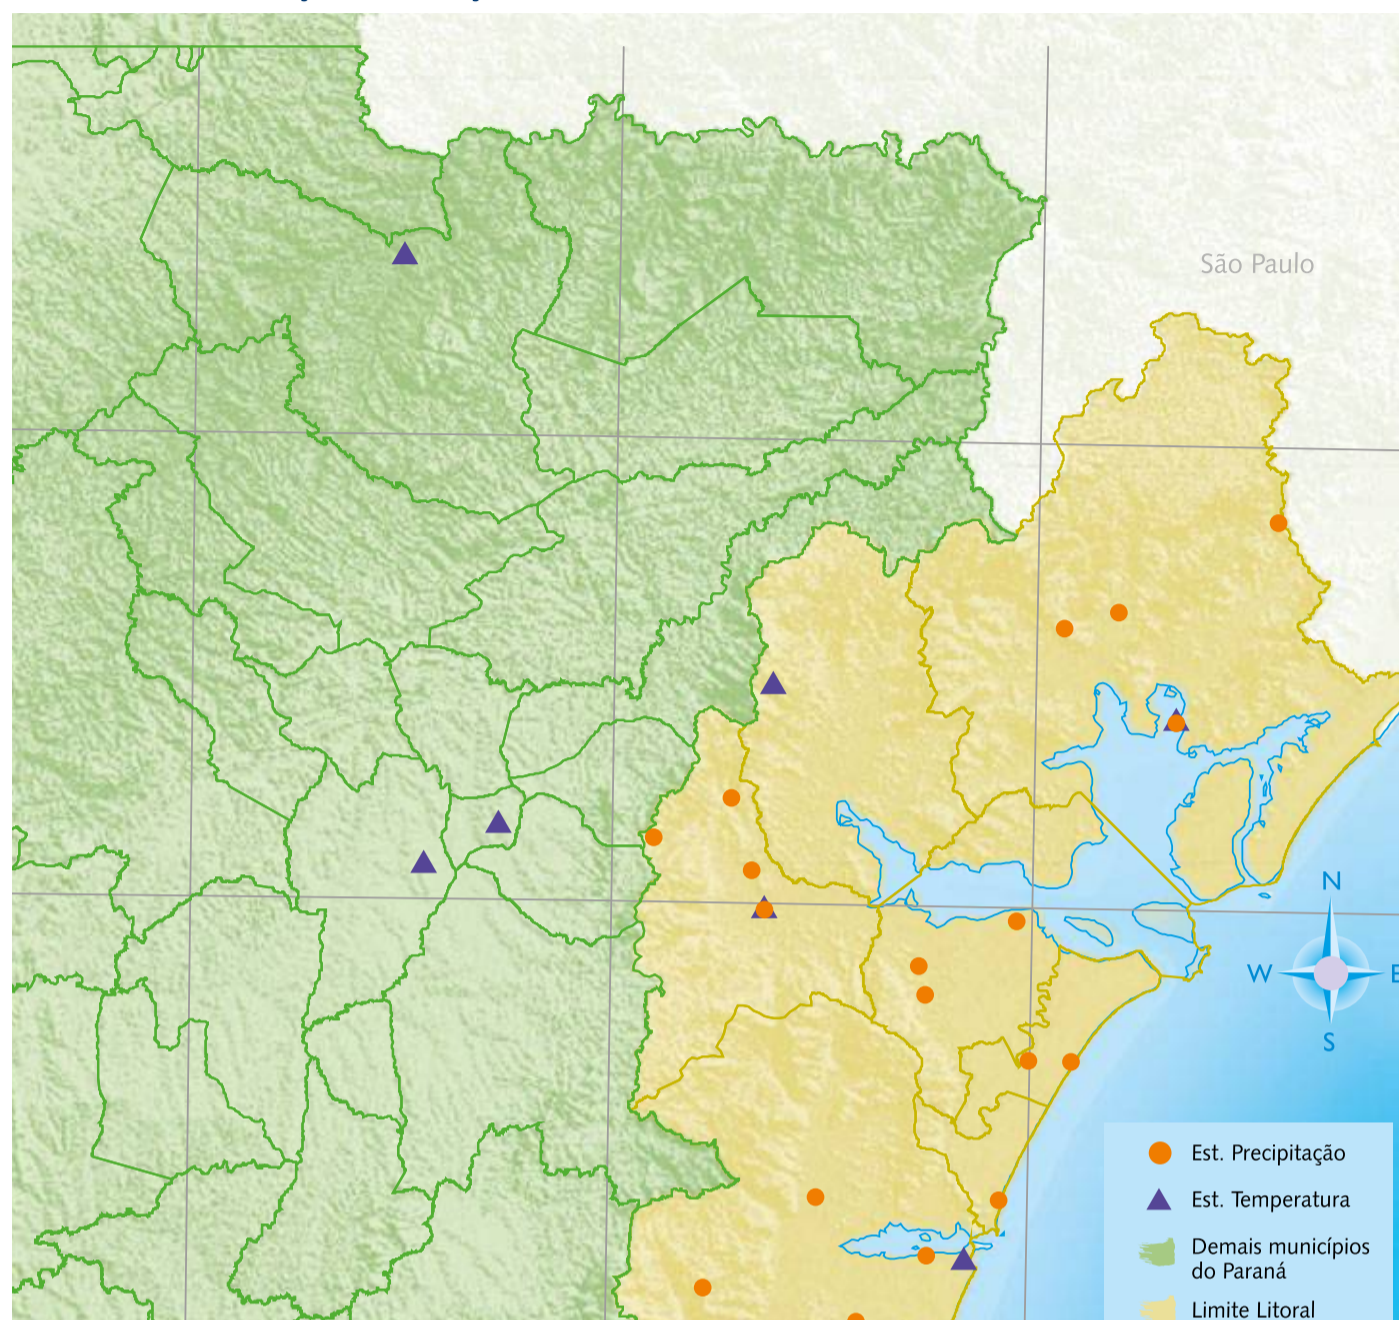 São Paulo
N
W
E
S
Est. Precipitação
Est. Temperatura
Demais municípios
do Paraná
Limite Litoral